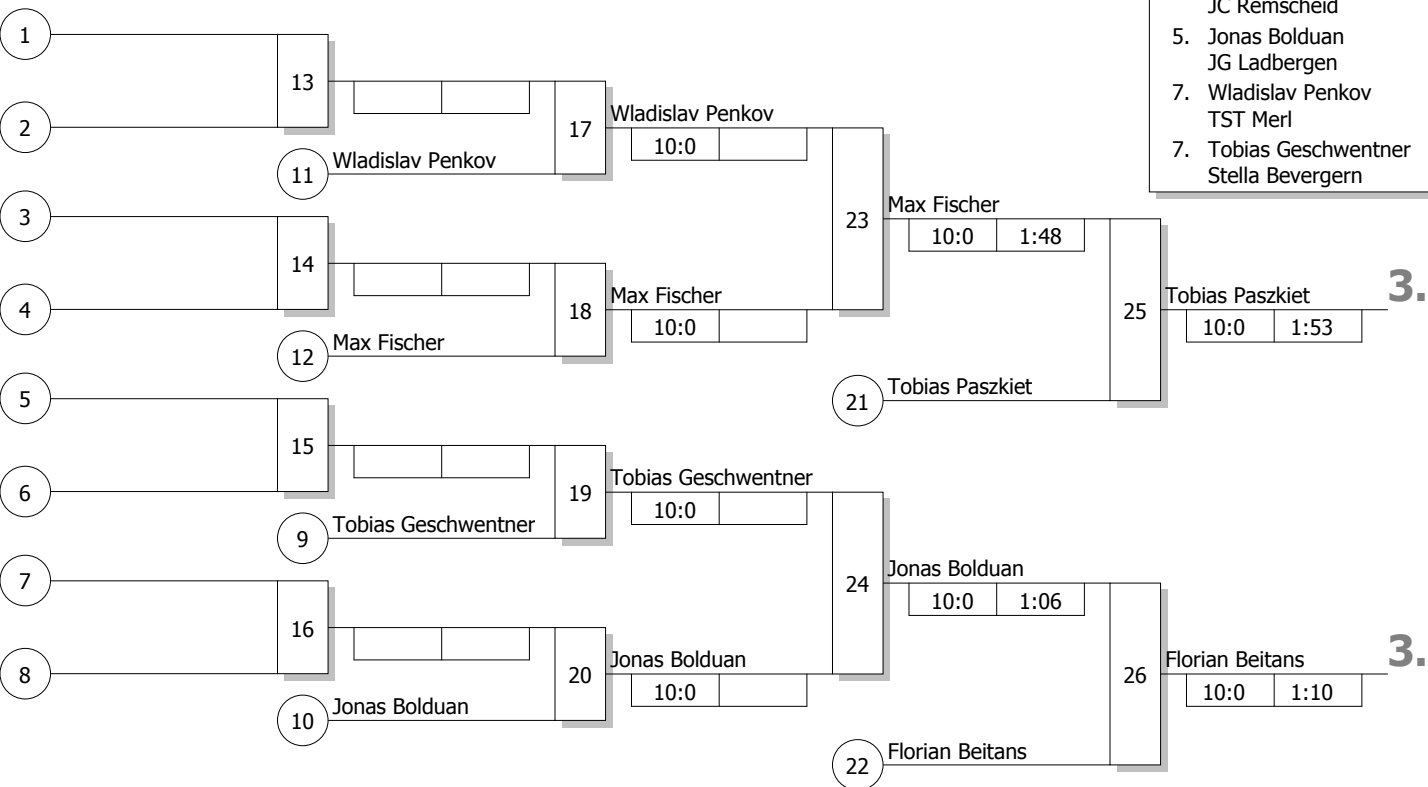 JC Remscheid
5. Jonas Bolduan
JG Ladbergen
7. Wladislav Penkov
TST Merl
7. Tobias Geschwentner
Stella Bevergern
1
13
2
17
Wladislav Penkov
10:0
11
Wladislav Penkov
3
14
4
18
Max Fischer
10:0
12
Max Fischer
23
Max Fischer
10:0 1:48
25
Tobias Paszkiet
3.
10:0 1:53
21
Tobias Paszkiet
5
15
6
19
Tobias Geschwentner
10:0
9
Tobias Geschwentner
7
16
8
20
Jonas Bolduan
10:0
10
Jonas Bolduan
24
Jonas Bolduan
10:0 1:06
26
Florian Beitans
3.
10:0 1:10
22
Florian Beitans